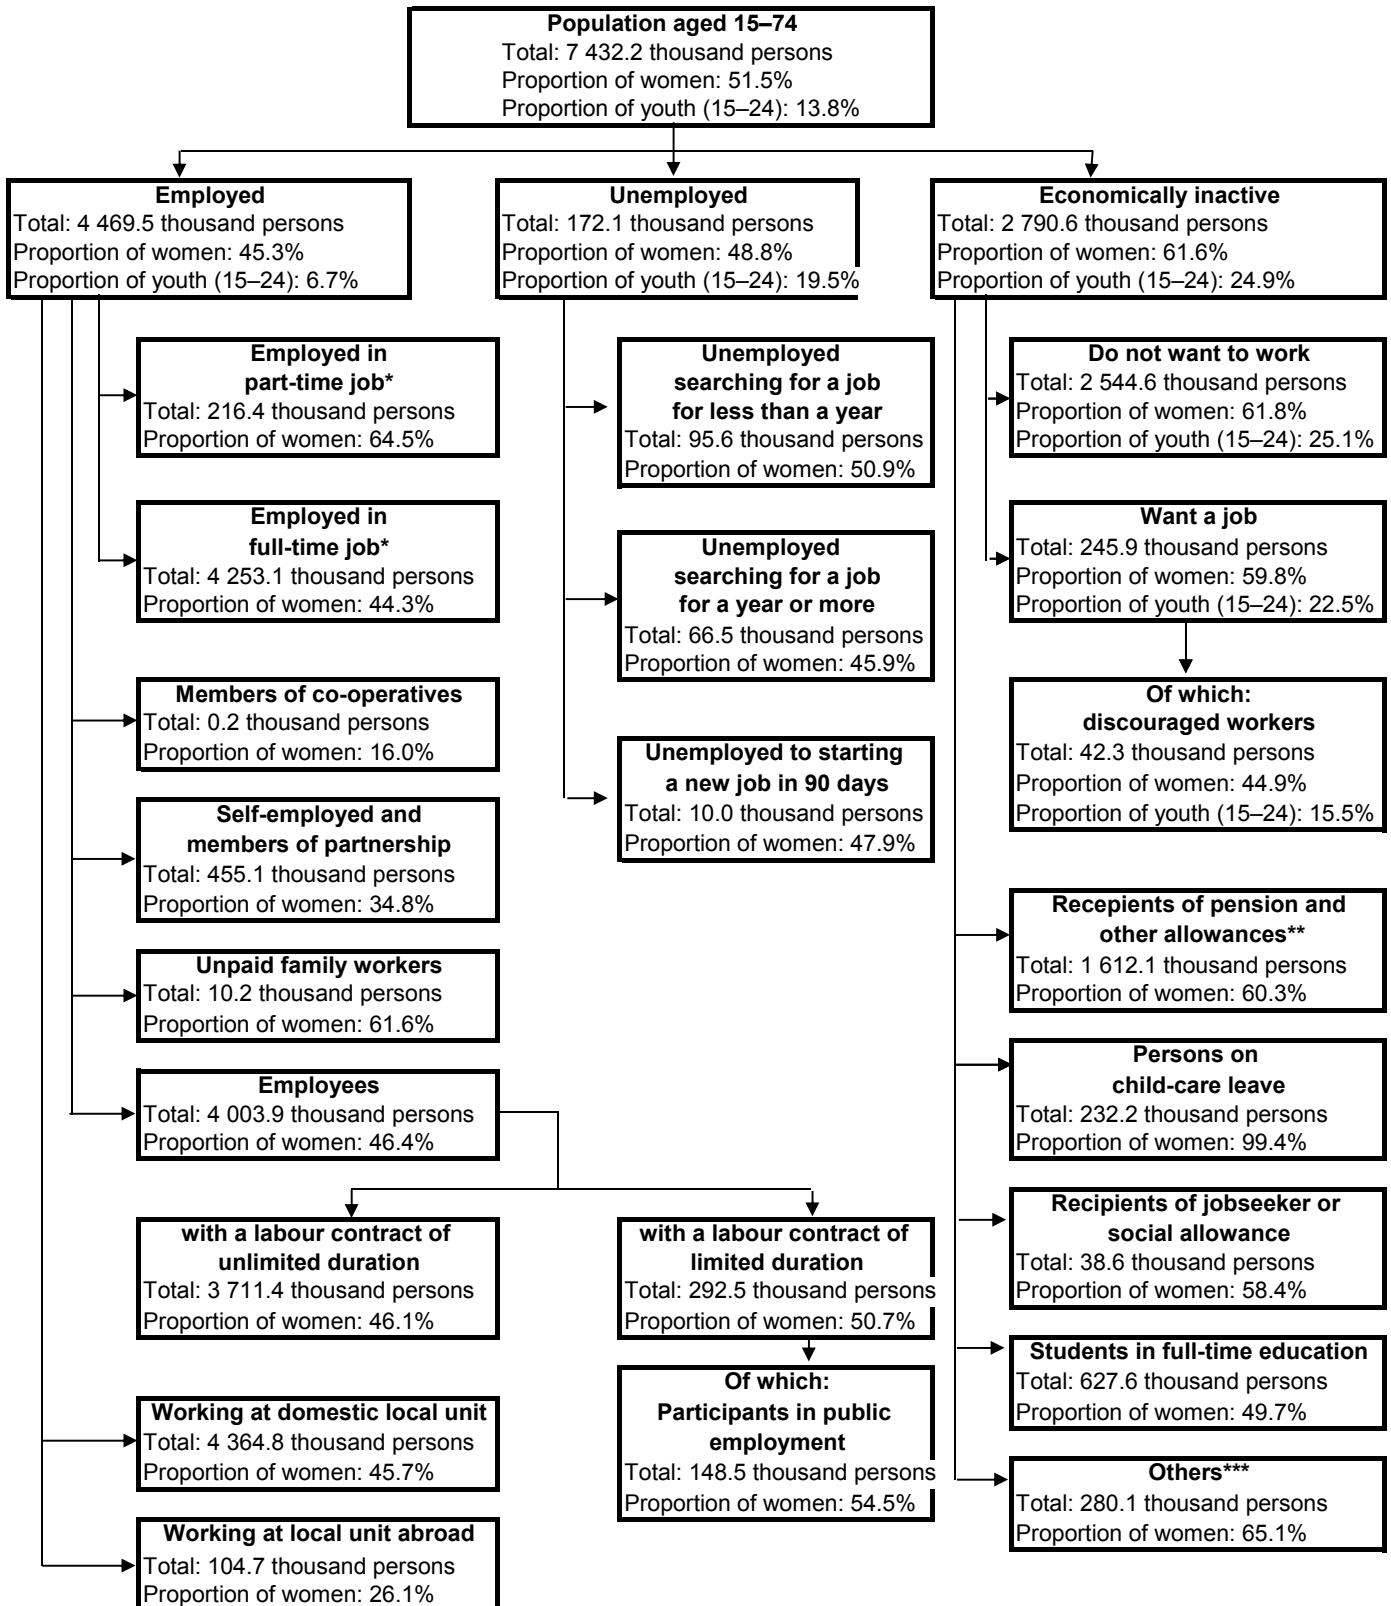 Population aged 15–74
Total: 7 432.2 thousand persons
Proportion of women: 51.5%
Proportion of youth (15–24): 13.8%
Employed
Total: 4 469.5 thousand persons
Proportion of women: 45.3%
Proportion of youth (15–24): 6.7%
Unemployed
Total: 172.1 thousand persons
Proportion of women: 48.8%
Proportion of youth (15–24): 19.5%
Economically inactive
Total: 2 790.6 thousand persons
Proportion of women: 61.6%
Proportion of youth (15–24): 24.9%
Employed in
part-time job*
Total: 216.4 thousand persons
Proportion of women: 64.5%
Employed in
full-time job*
Total: 4 253.1 thousand persons
Proportion of women: 44.3%
Members of co-operatives
Total: 0.2 thousand persons
Proportion of women: 16.0%
Self-employed and
members of partnership
Total: 455.1 thousand persons
Proportion of women: 34.8%
Unpaid family workers
Total: 10.2 thousand persons
Proportion of women: 61.6%
Employees
Total: 4 003.9 thousand persons
Proportion of women: 46.4%
with a labour contract of
unlimited duration
Total: 3 711.4 thousand persons
Proportion of women: 46.1%
Working at domestic local unit
Total: 4 364.8 thousand persons
Proportion of women: 45.7%
Working at local unit abroad
Total: 104.7 thousand persons
Proportion of women: 26.1%
Unemployed
searching for a job
for less than a year
Total: 95.6 thousand persons
Proportion of women: 50.9%
Unemployed
searching for a job
for a year or more
Total: 66.5 thousand persons
Proportion of women: 45.9%
Unemployed to starting
a new job in 90 days
Total: 10.0 thousand persons
Proportion of women: 47.9%
with a labour contract of
limited duration
Total: 292.5 thousand persons
Proportion of women: 50.7%
Of which:
Participants in public
employment
Total: 148.5 thousand persons
Proportion of women: 54.5%
Do not want to work
Total: 2 544.6 thousand persons
Proportion of women: 61.8%
Proportion of youth (15–24): 25.1%
Want a job
Total: 245.9 thousand persons
Proportion of women: 59.8%
Proportion of youth (15–24): 22.5%
Of which:
discouraged workers
Total: 42.3 thousand persons
Proportion of women: 44.9%
Proportion of youth (15–24): 15.5%
Recepients of pension and
other allowances**
Total: 1 612.1 thousand persons
Proportion of women: 60.3%
Persons on
child-care leave
Total: 232.2 thousand persons
Proportion of women: 99.4%
Recipients of jobseeker or
social allowance
Total: 38.6 thousand persons
Proportion of women: 58.4%
Students in full-time education
Total: 627.6 thousand persons
Proportion of women: 49.7%
Others***
Total: 280.1 thousand persons
Proportion of women: 65.1%